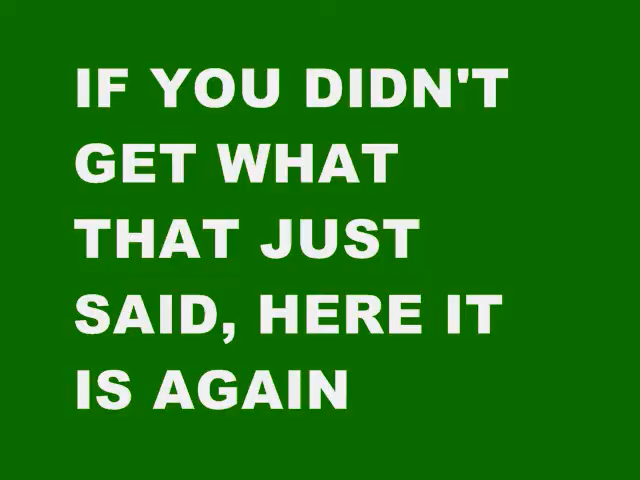 IF YOU DIDN'T
GET WHAT
THAT JUST
SAID, HERE IT
IS AGAIN